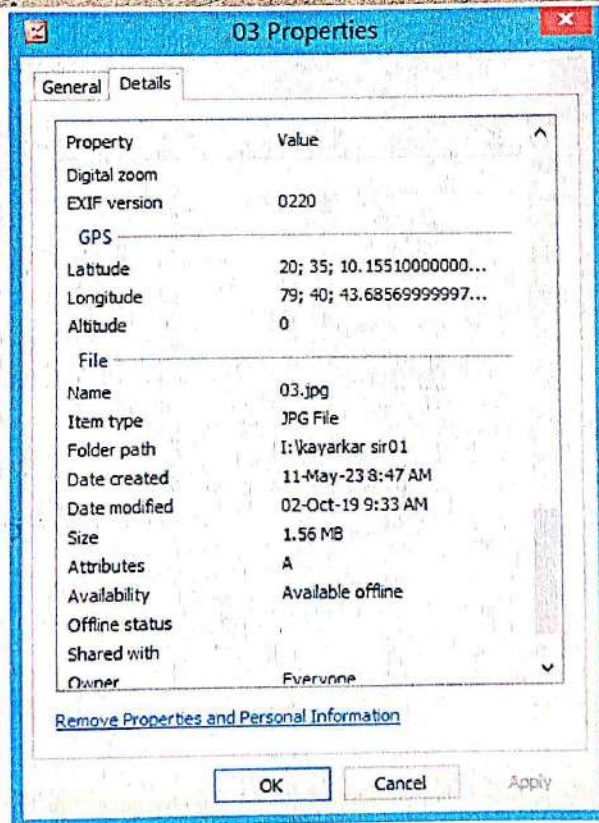 03 Properties
General Details
Property Value
Digital zoom
EXIF version 0220
GPS
Latitude 20; 35; 10.15510000000...
Longitude 79; 40; 43.68569999997...
Altitude 0
File
Name 03.jpg
Item type JPG File
Folder path I:\kayarkar sir01
Date created 11-May-23 8:47 AM
Date modified 02-Oct-19 9:33 AM
Size 1.56 MB
Attributes A
Availability Available offline
Offline status
Shared with
Owner Everyone
Remove Properties and Personal Information
OK Cancel Apply